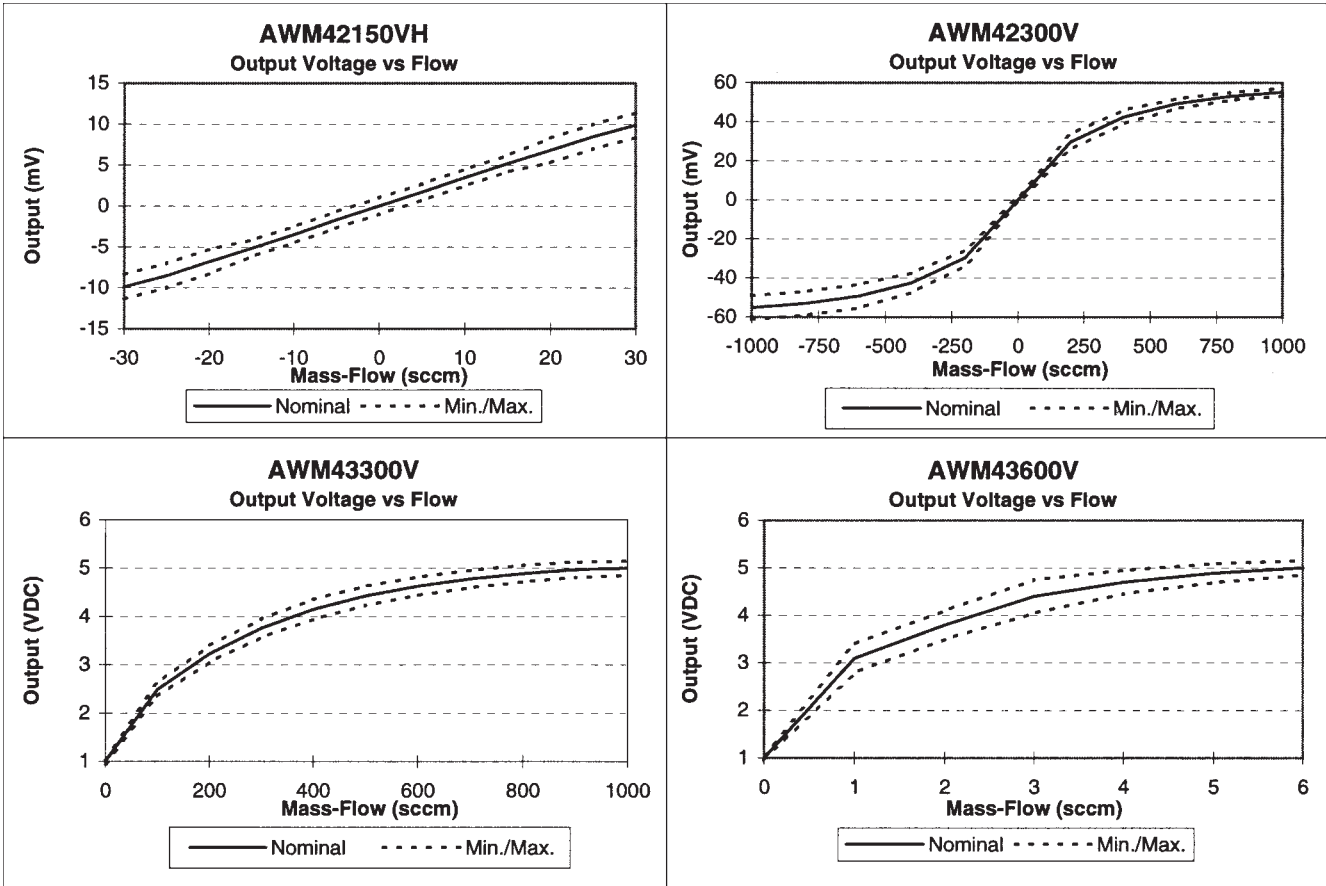 AWM42150VH
Output Voltage vs Flow
15
10
5
0
-5
-10
-15
Output (mV)
-30 -20 -10 0 10 20 30
Mass-Flow (sccm)
Nominal Min./Max.
AWM42300V
Output Voltage vs Flow
60
40
20
0
-20
-40
-60
Output (mV)
-1000 -750 -500 -250 0 250 500 750 1000
Mass-Flow (sccm)
Nominal Min./Max.
AWM43300V
Output Voltage vs Flow
6
5
4
3
2
1
Output (VDC)
0 200 400 600 800 1000
Mass-Flow (sccm)
Nominal Min./Max.
AWM43600V
Output Voltage vs Flow
6
5
4
3
2
1
Output (VDC)
0 1 2 3 4 5 6
Mass-Flow (sccm)
Nominal Min./Max.